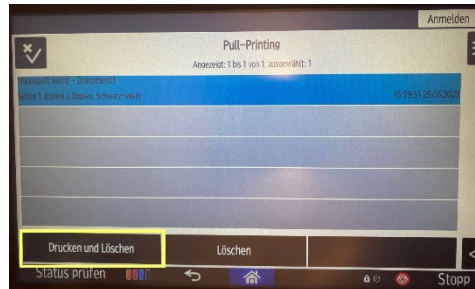 Anmelden
Pull-Printing
Angezeigt: 1 bis 1 von 1, ausgewählt: 1
Microsoft Word - Dokument1
Seiten 1, Kopien 1, Duplex, Schwarz-Weiß
15:59:51 29.06.2021
Drucken und Löschen
Löschen
Status prüfen
Stopp